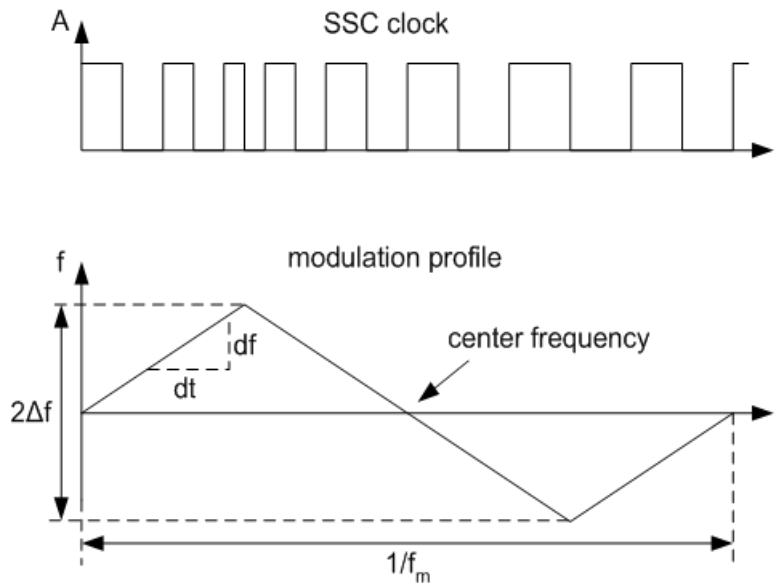 A
SSC clock
f
modulation profile
center frequency
df
dt
2Δf
1/fm